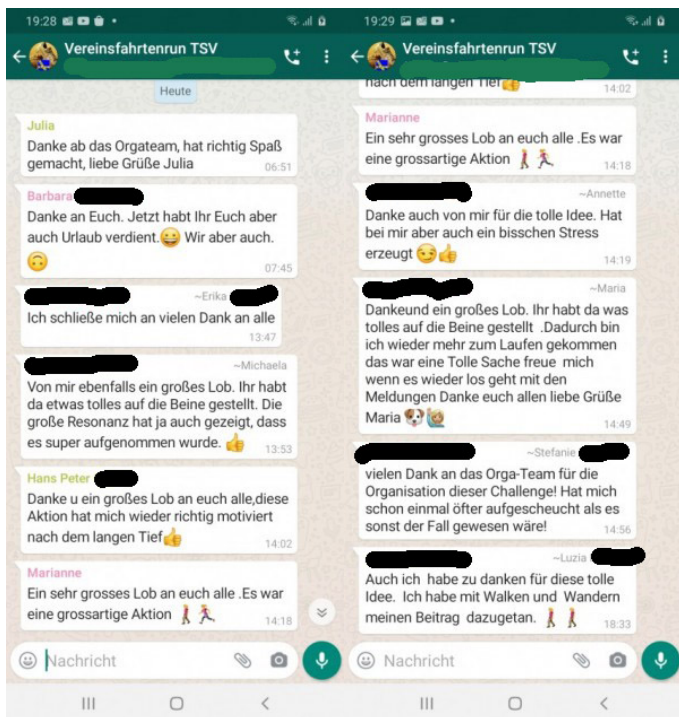 19:28
Vereinsfahrtenrun TSV
Heute
Julia
Danke ab das Orgateam, hat richtig Spaß
gemacht, liebe Grüße Julia
06:51
Barbara
Danke an Euch. Jetzt habt Ihr Euch aber
auch Urlaub verdient.😀 Wir aber auch.
🙃
07:45
~Erika
Ich schließe mich an vielen Dank an alle
13:47
~Michaela
Von mir ebenfalls ein großes Lob. Ihr habt
da etwas tolles auf die Beine gestellt. Die
große Resonanz hat ja auch gezeigt, dass
es super aufgenommen wurde. 👍
13:53
Hans Peter
Danke u ein großes Lob an euch alle,diese
Aktion hat mich wieder richtig motiviert
nach dem langen Tief👍
14:02
Marianne
Ein sehr grosses Lob an euch alle .Es war
eine grossartige Aktion 🚶‍♀️🏃‍♀️
14:18
Nachricht
19:29
Vereinsfahrtenrun TSV
nach dem langen Tief👍
14:02
Marianne
Ein sehr grosses Lob an euch alle .Es war
eine grossartige Aktion 🚶‍♀️🏃‍♀️
14:18
~Annette
Danke auch von mir für die tolle Idee. Hat
bei mir aber auch ein bisschen Stress
erzeugt 😏👍
14:19
~Maria
Dankeund ein großes Lob. Ihr habt da was
tolles auf die Beine gestellt .Dadurch bin
ich wieder mehr zum Laufen gekommen
das war eine Tolle Sache freue mich
wenn es wieder los geht mit den
Meldungen Danke euch allen liebe Grüße
Maria 🐶🙋🏼‍♀️
14:49
~Stefanie
vielen Dank an das Orga-Team für die
Organisation dieser Challenge! Hat mich
schon einmal öfter aufgescheucht als es
sonst der Fall gewesen wäre!
14:56
~Luzia
Auch ich habe zu danken für diese tolle
Idee. Ich habe mit Walken und Wandern
meinen Beitrag dazugetan. 🚶‍♀️🚶‍♀️
18:33
Nachricht